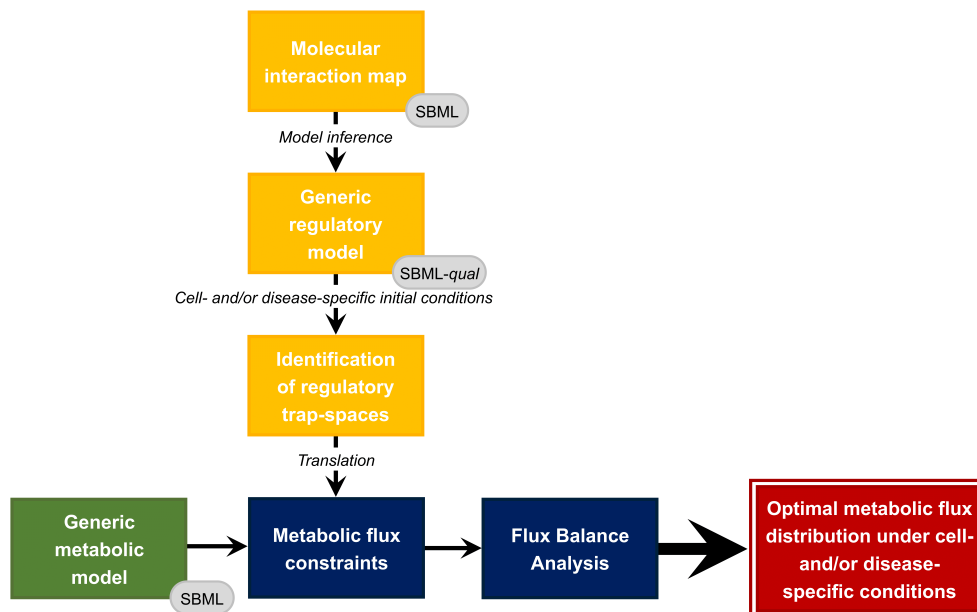 Molecular
interaction map
SBML
Model inference
Generic
regulatory
model
SBML-qual
Cell- and/or disease-specific initial conditions
Identification
of regulatory
trap-spaces
Translation
Generic
metabolic
model
SBML
Metabolic flux
constraints
Flux Balance
Analysis
Optimal metabolic flux
distribution under cell-
and/or disease-
specific conditions